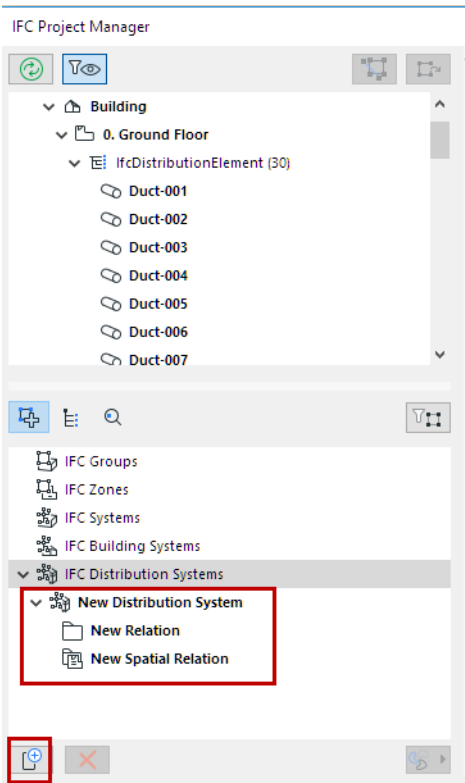 IFC Project Manager
Building
0. Ground Floor
IfcDistributionElement (30)
Duct-001
Duct-002
Duct-003
Duct-004
Duct-005
Duct-006
Duct-007
IFC Groups
IFC Zones
IFC Systems
IFC Building Systems
IFC Distribution Systems
New Distribution System
New Relation
New Spatial Relation